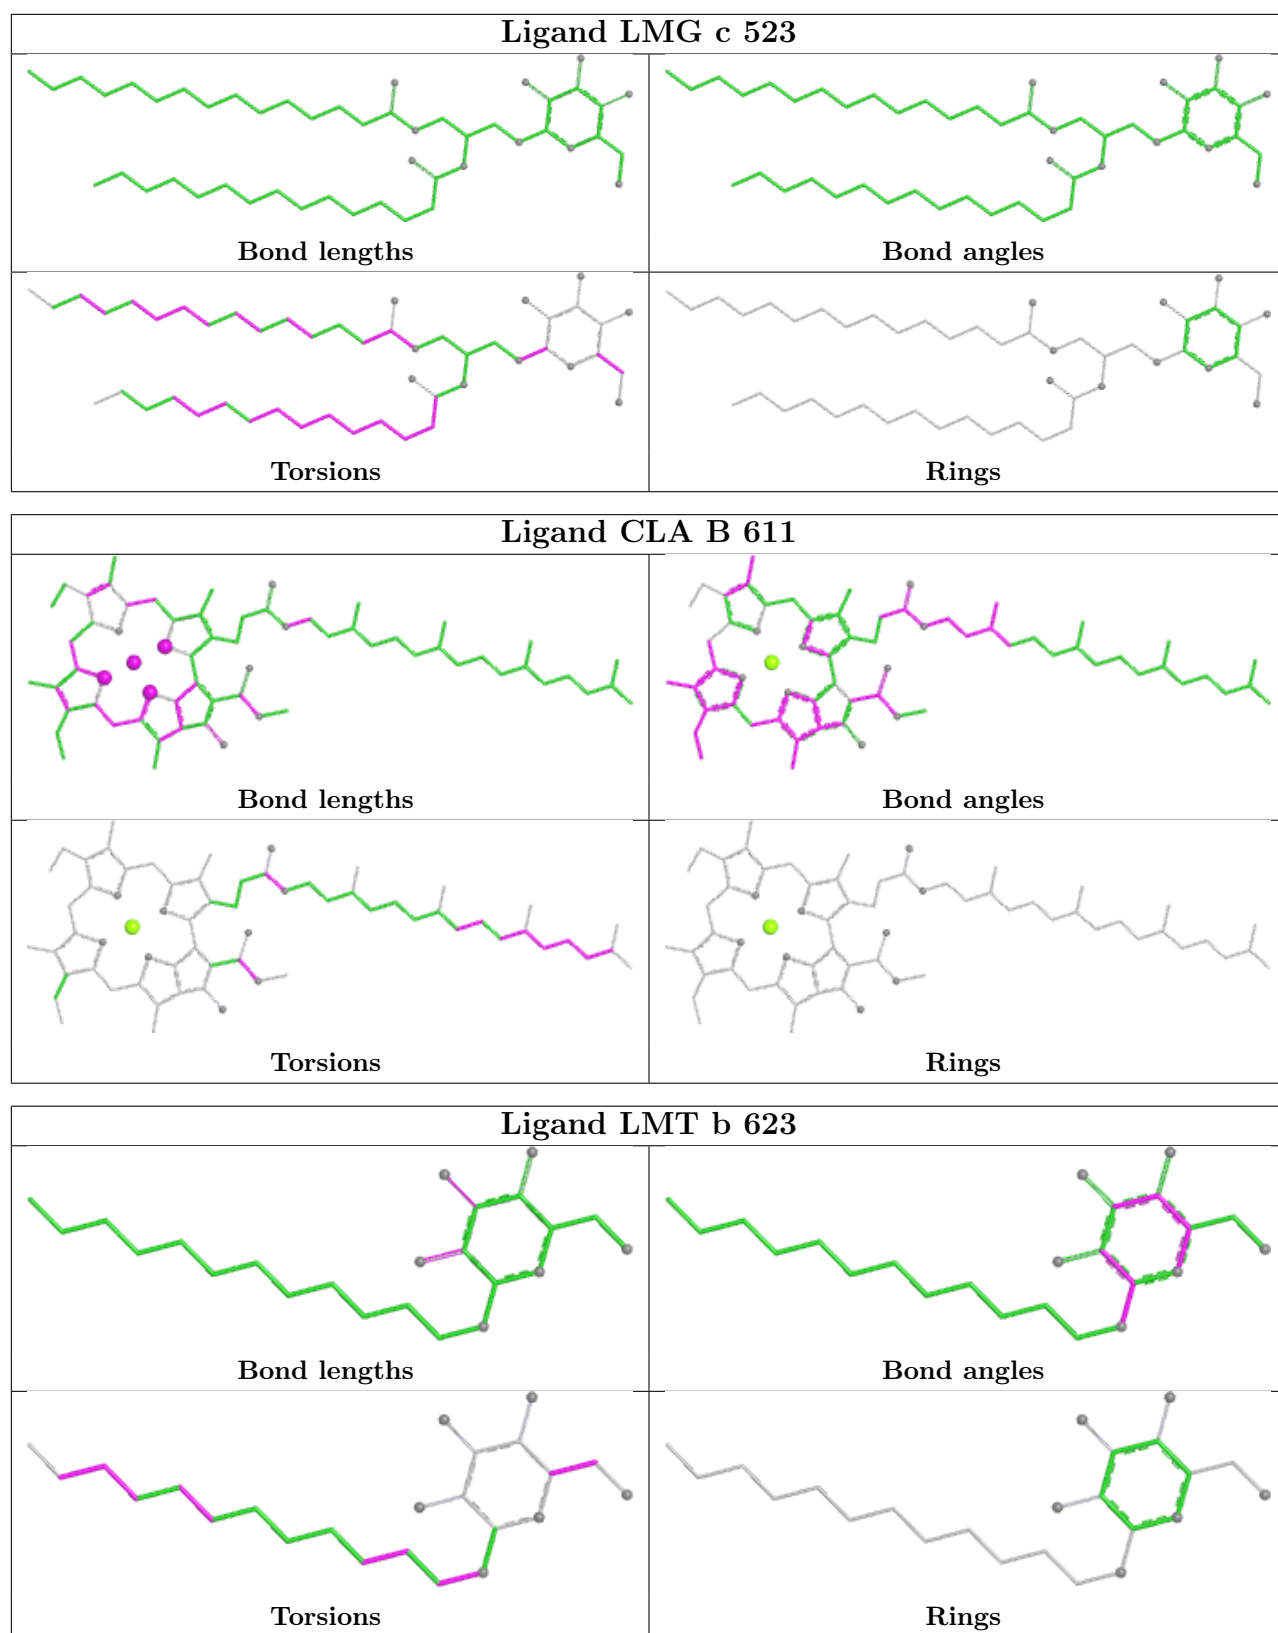 Ligand LMG c 523
Bond lengths
Bond angles
Torsions
Rings
Ligand CLA B 611
Bond lengths
Bond angles
Torsions
Rings
Ligand LMT b 623
Bond lengths
Bond angles
Torsions
Rings